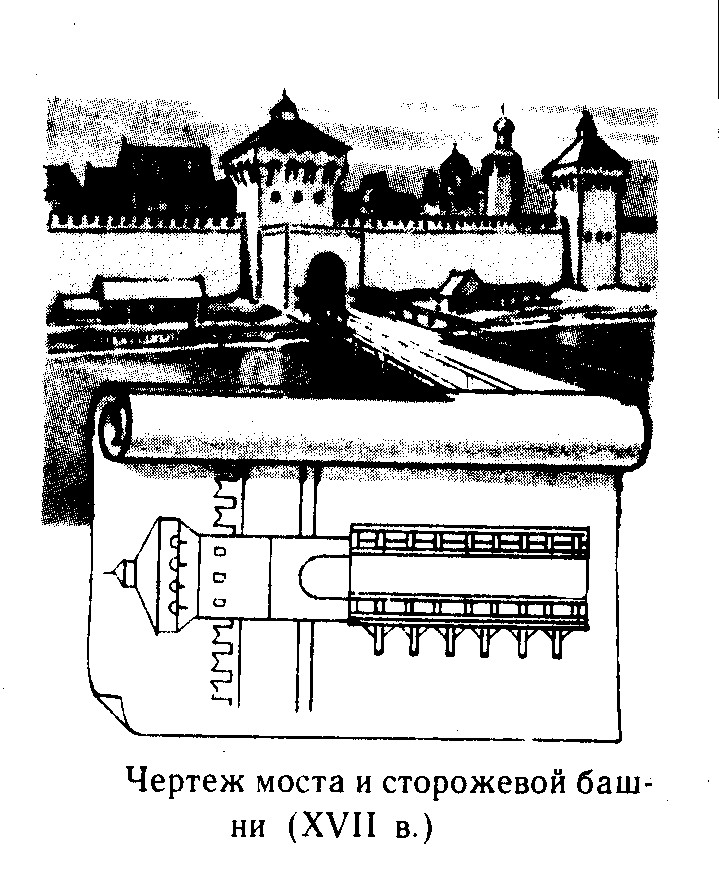 Чертеж моста и сторожевой баш-
ни (XVII в.)